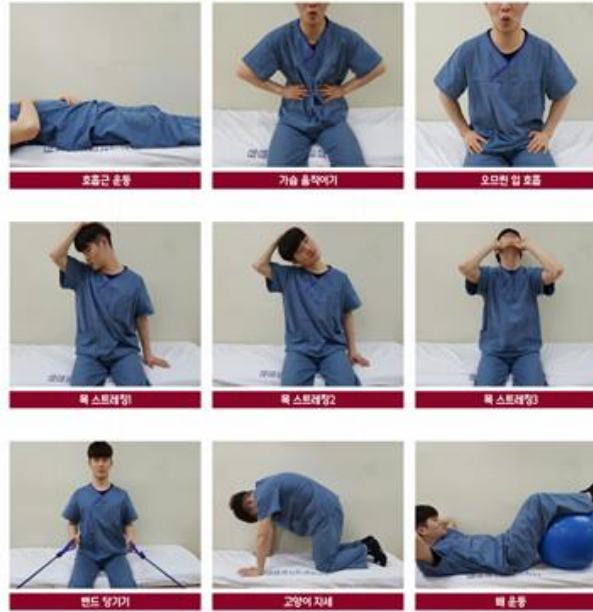 호흡근 운동
가슴 움직이기
오므린 입 호흡
목 스트레칭1
목 스트레칭2
목 스트레칭3
밴드 당기기
고양이 자세
배 운동